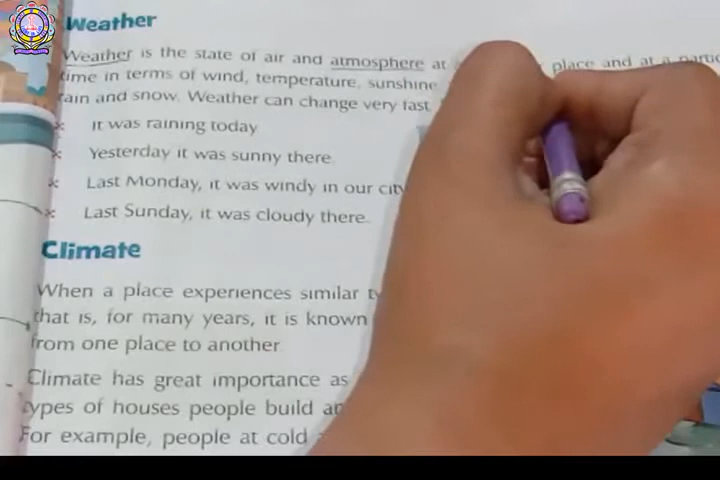 Weather
Weather is the state of air and atmosphere at place and at a
time in terms of wind, temperature, sunshine
rain and snow. Weather can change very fast
It was raining today
Yesterday it was sunny there
Last Monday, it was windy in our city
Last Sunday, it was cloudy there.
Climate
When a place experiences similar
that is, for many years, it is known
from one place to another
Climate has great importance as
types of houses people build
For example, people at cold